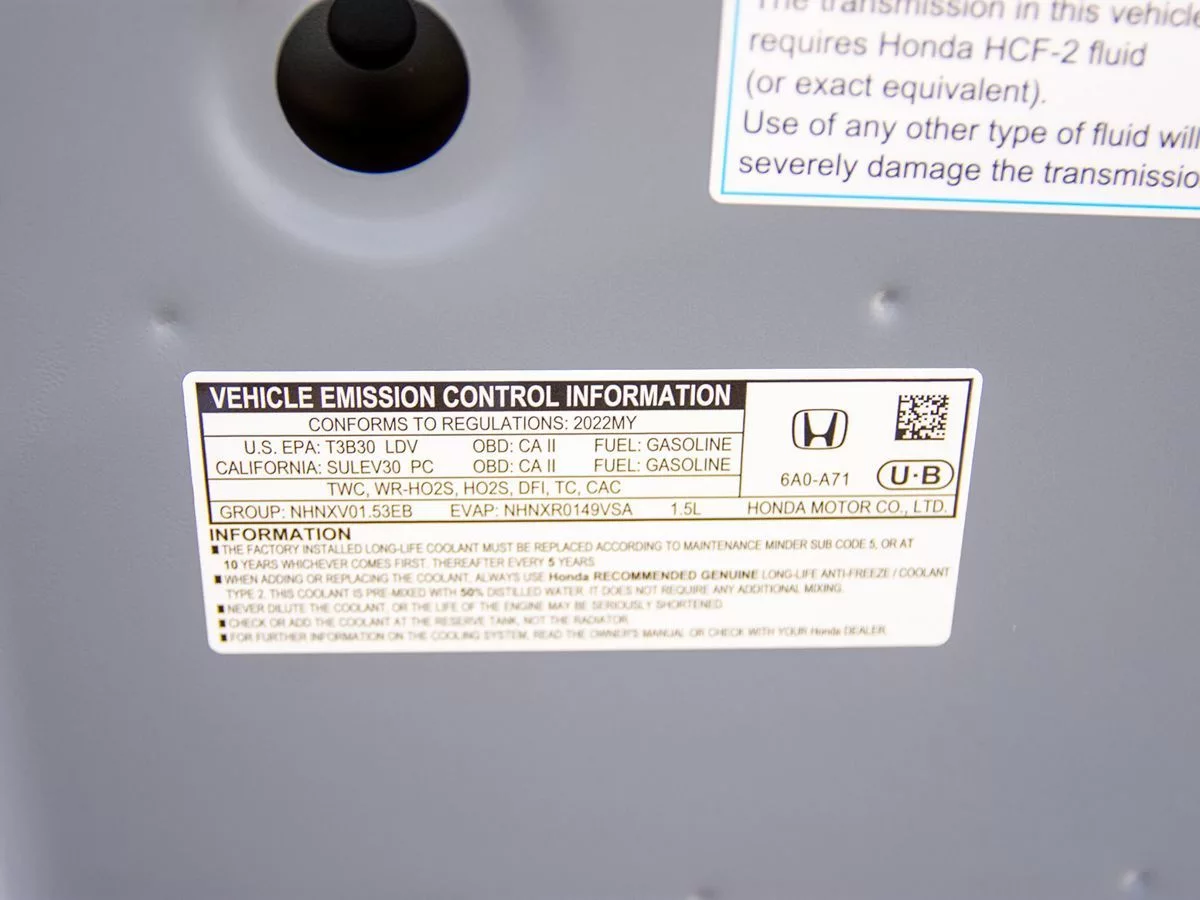 The transmission in this vehicle
requires Honda HCF-2 fluid
(or exact equivalent).
Use of any other type of fluid will
severely damage the transmissio
VEHICLE EMISSION CONTROL INFORMATION
CONFORMS TO REGULATIONS: 2022MY
U.S. EPA: T3B30 LDV OBD: CA II FUEL: GASOLINE
CALIFORNIA: SULEV30 PC OBD: CA II FUEL: GASOLINE
TWC, WR-HO2S, HO2S, DFI, TC, CAC
6A0-A71 U·B
GROUP: NHNXV01.53EB EVAP: NHNXR0149VSA 1.5L HONDA MOTOR CO., LTD.
INFORMATION
■ THE FACTORY INSTALLED LONG-LIFE COOLANT MUST BE REPLACED ACCORDING TO MAINTENANCE MINDER SUB CODE 5, OR AT
10 YEARS WHICHEVER COMES FIRST. THEREAFTER EVERY 5 YEARS
■ WHEN ADDING OR REPLACING THE COOLANT, ALWAYS USE Honda RECOMMENDED GENUINE LONG-LIFE ANTI-FREEZE / COOLANT
TYPE 2. THIS COOLANT IS PRE-MIXED WITH 50% DISTILLED WATER. IT DOES NOT REQUIRE ANY ADDITIONAL MIXING.
■ NEVER DILUTE THE COOLANT, OR THE LIFE OF THE ENGINE MAY BE SERIOUSLY SHORTENED.
■ CHECK OR ADD THE COOLANT AT THE RESERVE TANK, NOT THE RADIATOR.
■ FOR FURTHER INFORMATION ON THE COOLING SYSTEM, READ THE OWNER'S MANUAL OR CHECK WITH YOUR Honda DEALER.